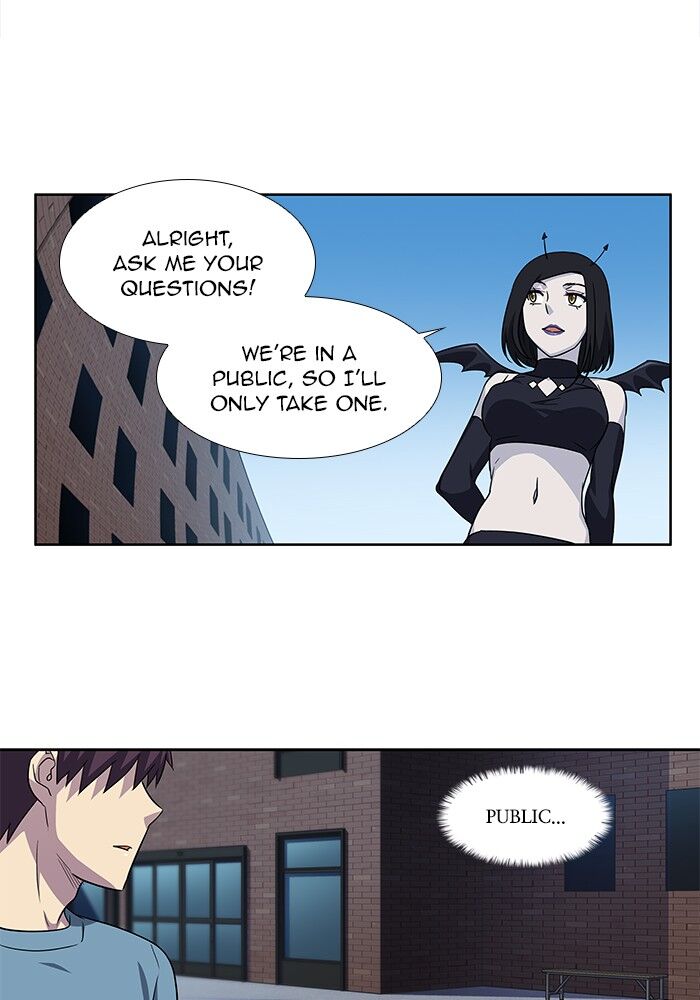 ALRIGHT,
ASK ME YOUR
QUESTIONS!
WE'RE IN A
PUBLIC, SO I'LL
ONLY TAKE ONE.
PUBLIC...